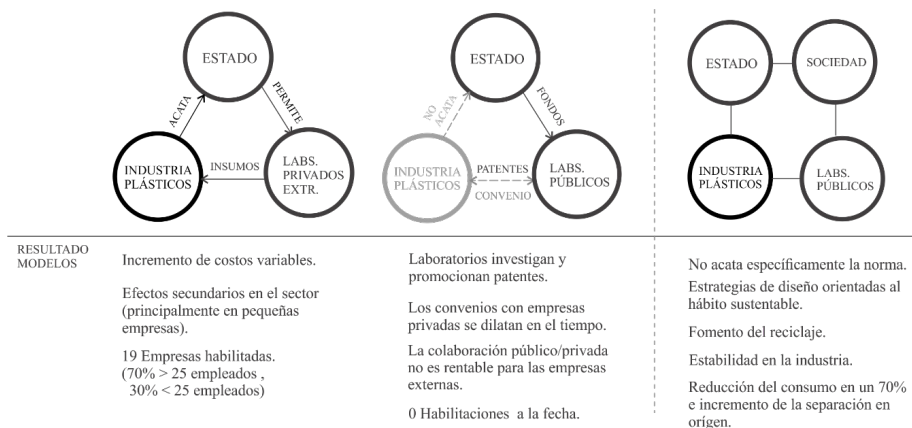 ESTADO
ACATA
PERMITE
INDUSTRIA
PLÁSTICOS
INSUMOS
LABS.
PRIVADOS
EXTR.
ESTADO
NO
ACATA
FONDOS
INDUSTRIA
PLÁSTICOS
PATENTES
CONVENIO
LABS.
PÚBLICOS
ESTADO
SOCIEDAD
INDUSTRIA
PLÁSTICOS
LABS.
PÚBLICOS
RESULTADO
MODELOS
Incremento de costos variables.
Efectos secundarios en el sector
(principalmente en pequeñas
empresas).
19 Empresas habilitadas.
(70% > 25 empleados ,
30% < 25 empleados)
Laboratorios investigan y
promocionan patentes.
Los convenios con empresas
privadas se dilatan en el tiempo.
La colaboración público/privada
no es rentable para las empresas
externas.
0 Habilitaciones a la fecha.
No acata específicamente la norma.
Estrategias de diseño orientadas al
hábito sustentable.
Fomento del reciclaje.
Estabilidad en la industria.
Reducción del consumo en un 70%
e incremento de la separación en
orígen.